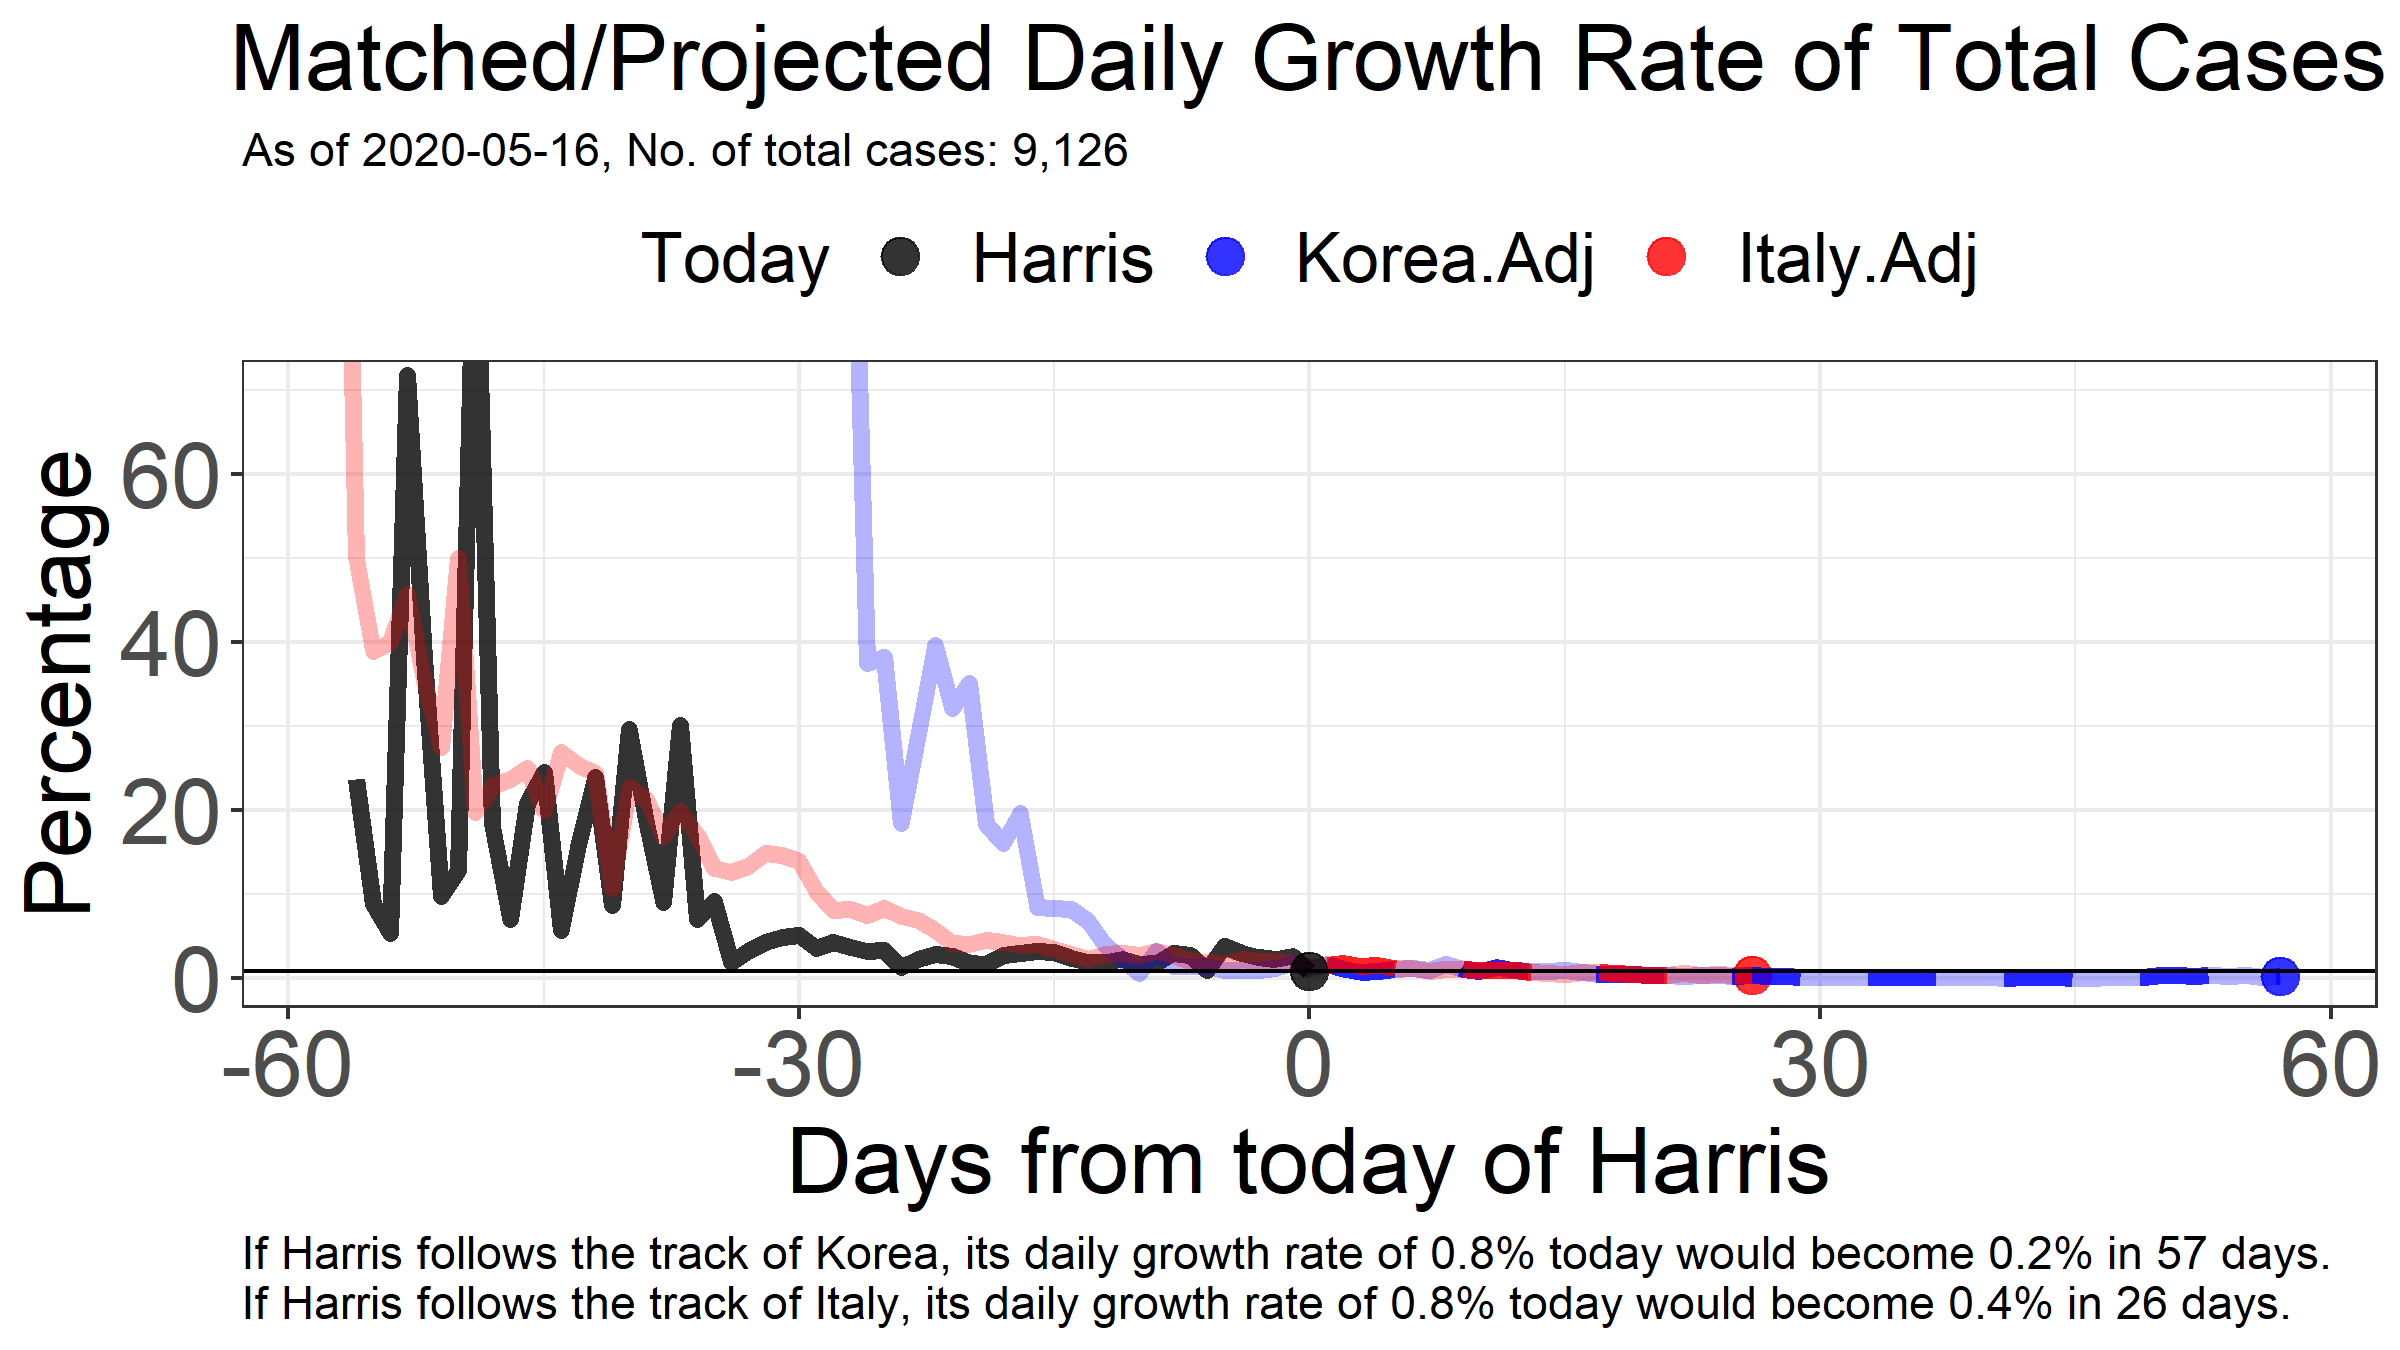 Matched/Projected Daily Growth Rate of Total Cases
As of 2020-05-16, No. of total cases: 9,126
Today Harris Korea.Adj Italy.Adj
Percentage
60
40
20
0
-60 -30 0 30 60
Days from today of Harris
If Harris follows the track of Korea, its daily growth rate of 0.8% today would become 0.2% in 57 days.
If Harris follows the track of Italy, its daily growth rate of 0.8% today would become 0.4% in 26 days.